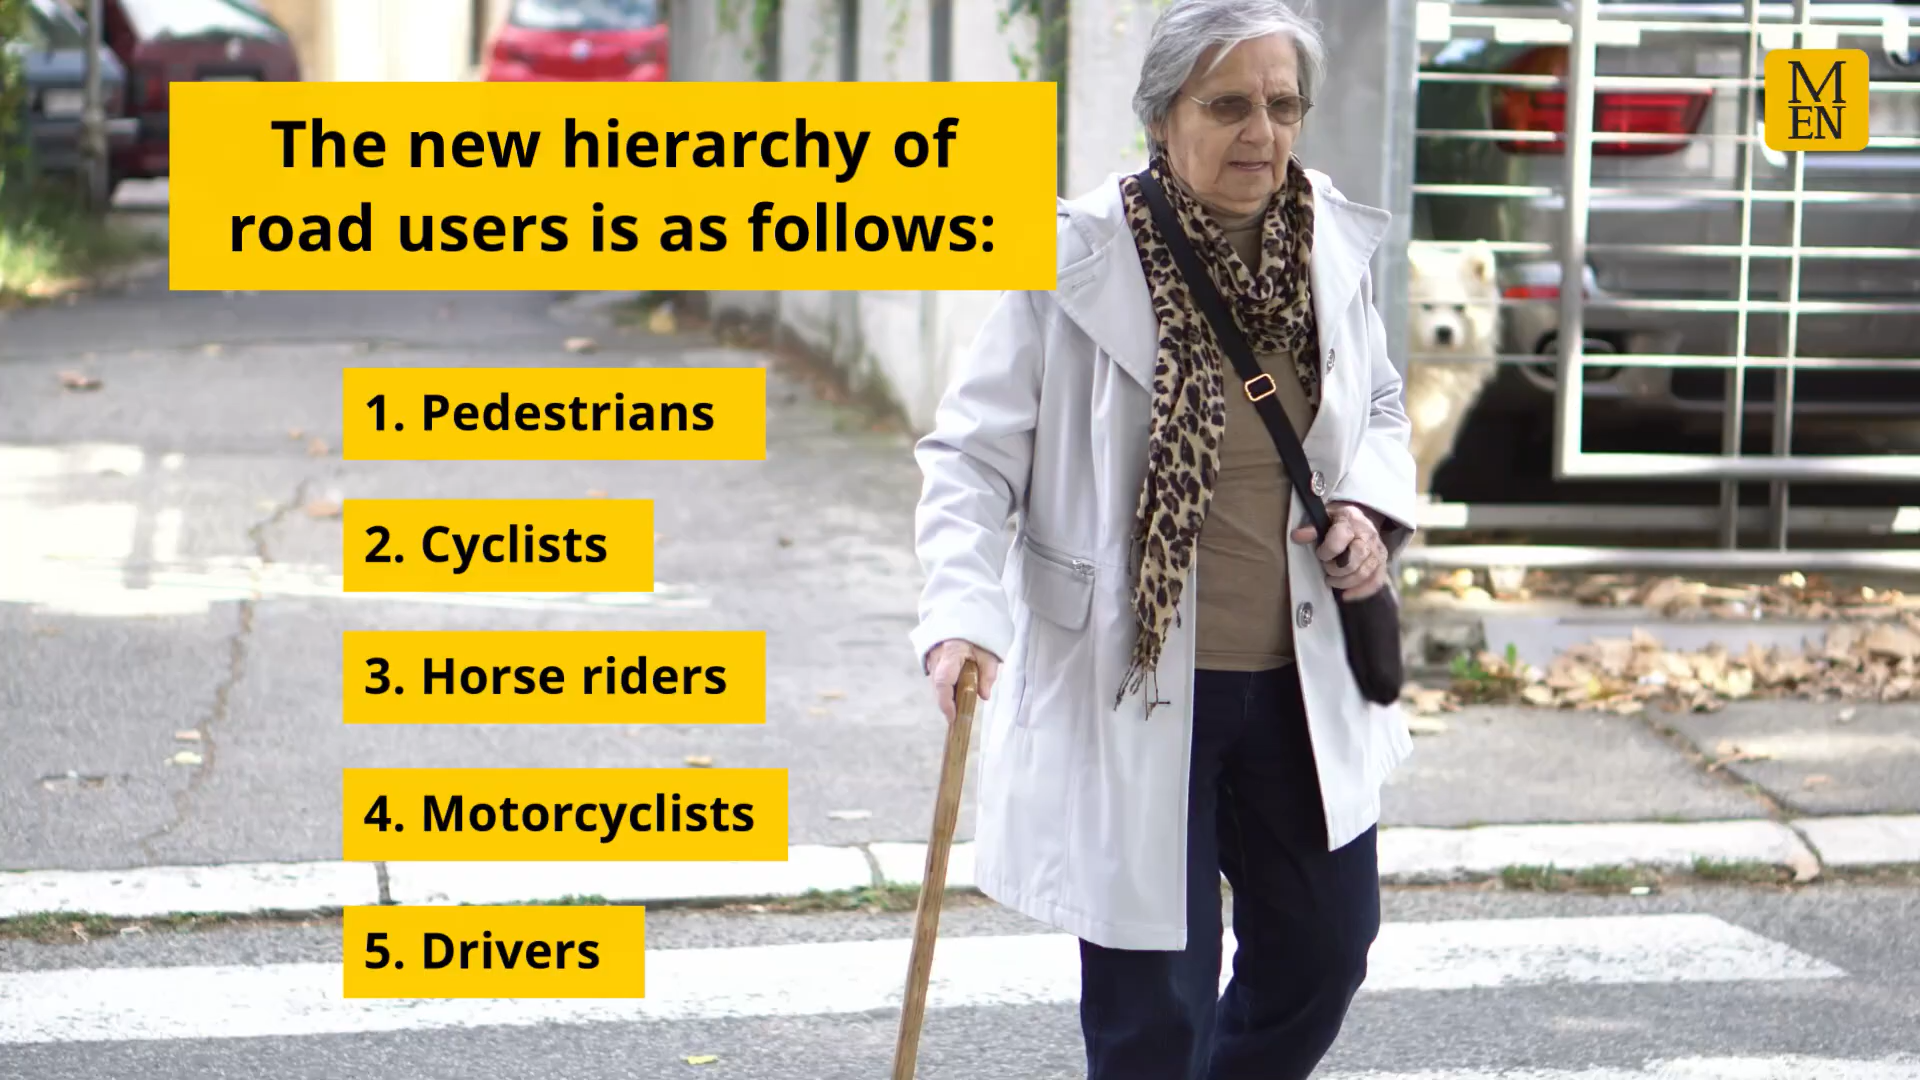 The new hierarchy of
road users is as follows:
1. Pedestrians
2. Cyclists
3. Horse riders
4. Motorcyclists
5. Drivers
M
EN